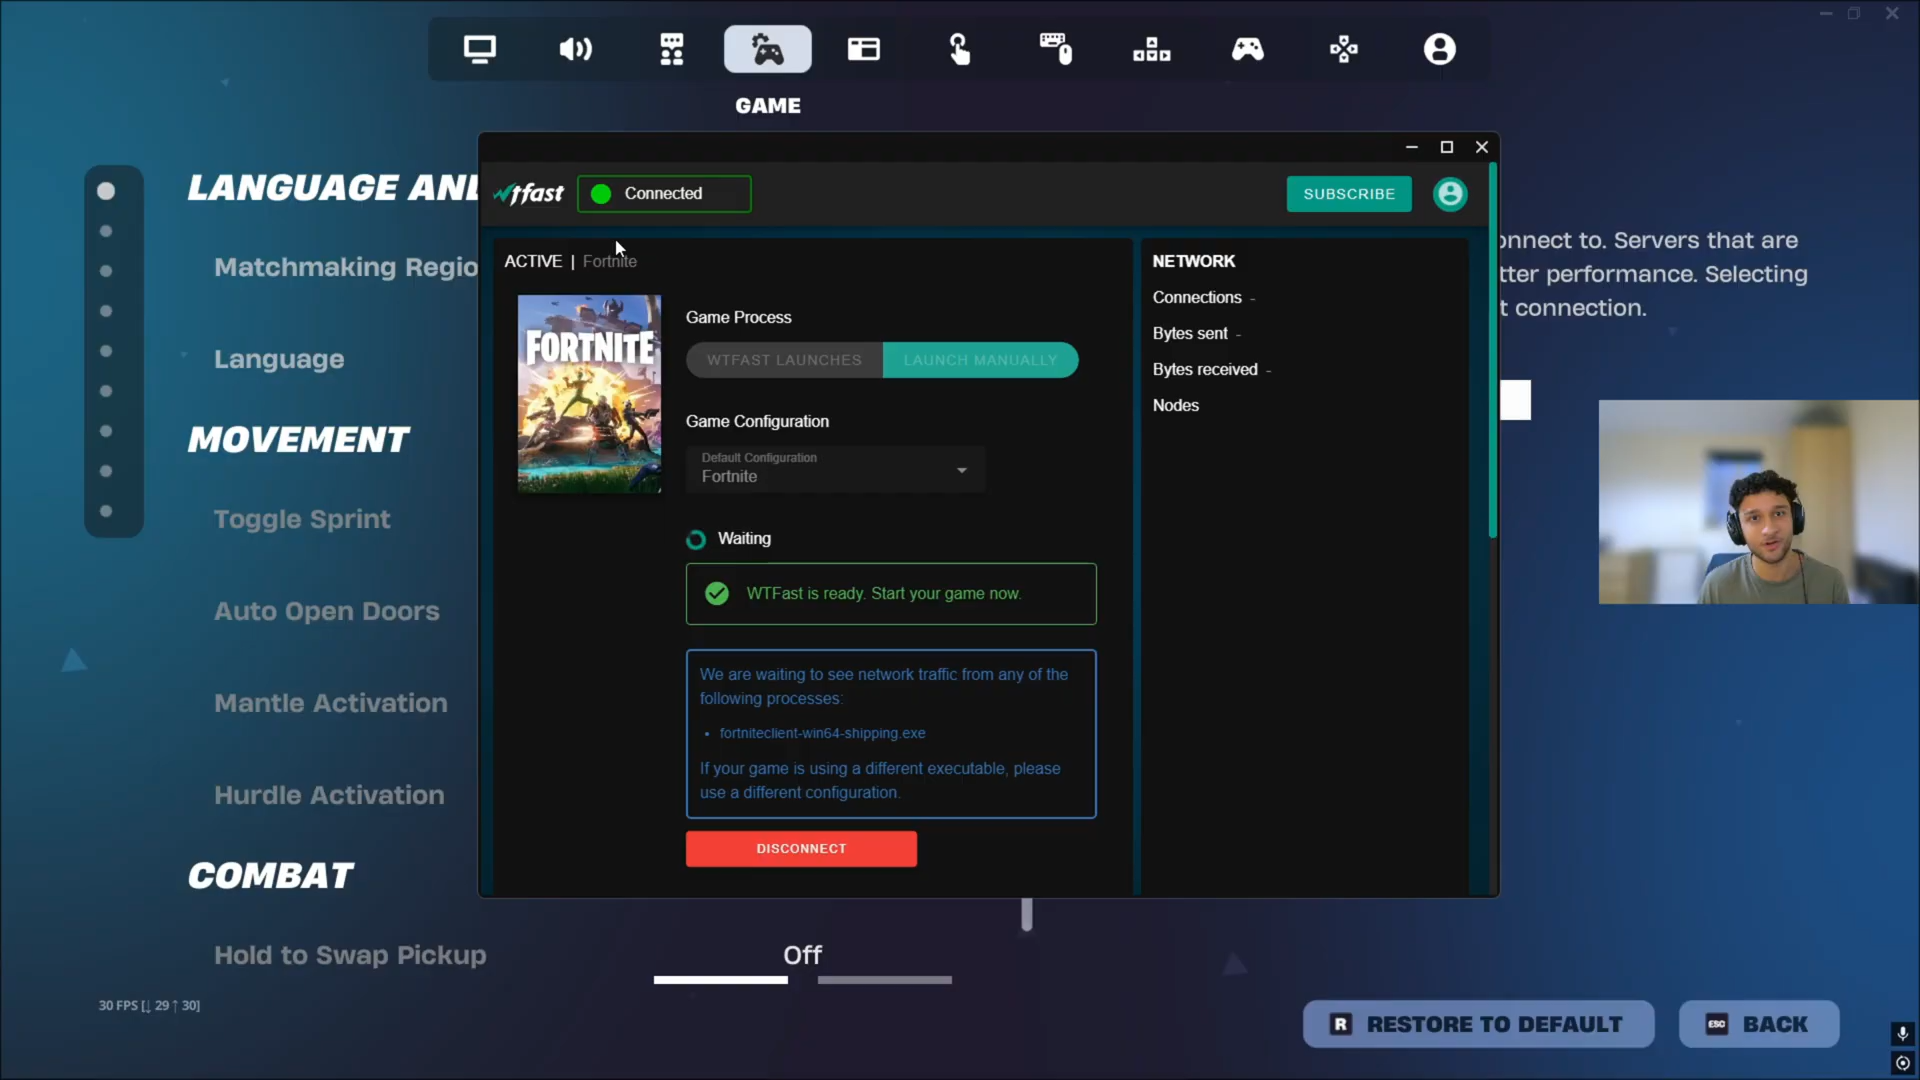 GAME
LANGUAGE AND
Matchmaking Regio
Language
MOVEMENT
Toggle Sprint
Auto Open Doors
Mantle Activation
Hurdle Activation
COMBAT
Hold to Swap Pickup
Off
30 FPS [↓ 29 ↑ 30]
wtfast
Connected
SUBSCRIBE
ACTIVE | Fortnite
FORTNITE
Game Process
WTFAST LAUNCHES
LAUNCH MANUALLY
Game Configuration
Default Configuration
Fortnite
Waiting
WTFast is ready. Start your game now.
We are waiting to see network traffic from any of the
following processes:
• fortniteclient-win64-shipping.exe
If your game is using a different executable, please
use a different configuration.
DISCONNECT
NETWORK
Connections -
Bytes sent -
Bytes received -
Nodes
onnect to. Servers that are
tter performance. Selecting
t connection.
R RESTORE TO DEFAULT
ESC BACK